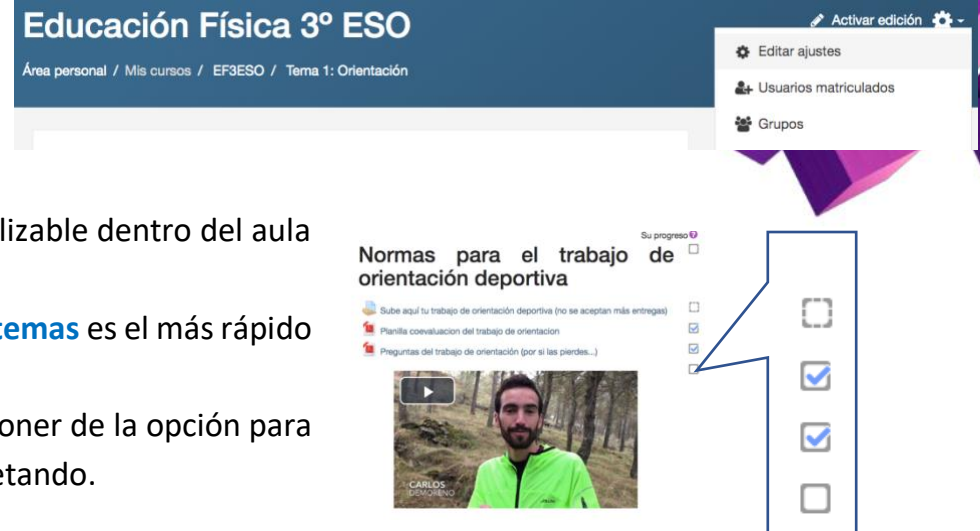 Educación Física 3º ESO
Activar edición
Área personal / Mis cursos / EF3ESO / Tema 1: Orientación
Editar ajustes
Usuarios matriculados
Grupos
lizable dentro del aula
temas es el más rápido
oner de la opción para
etando.
Su progreso
Normas para el trabajo de
orientación deportiva
Sube aquí tu trabajo de orientación deportiva (no se aceptan más entregas)
Planilla coevaluacion del trabajo de orientacion
Preguntas del trabajo de orientación (por si las pierdes...)
CARLOS
DEMORENO